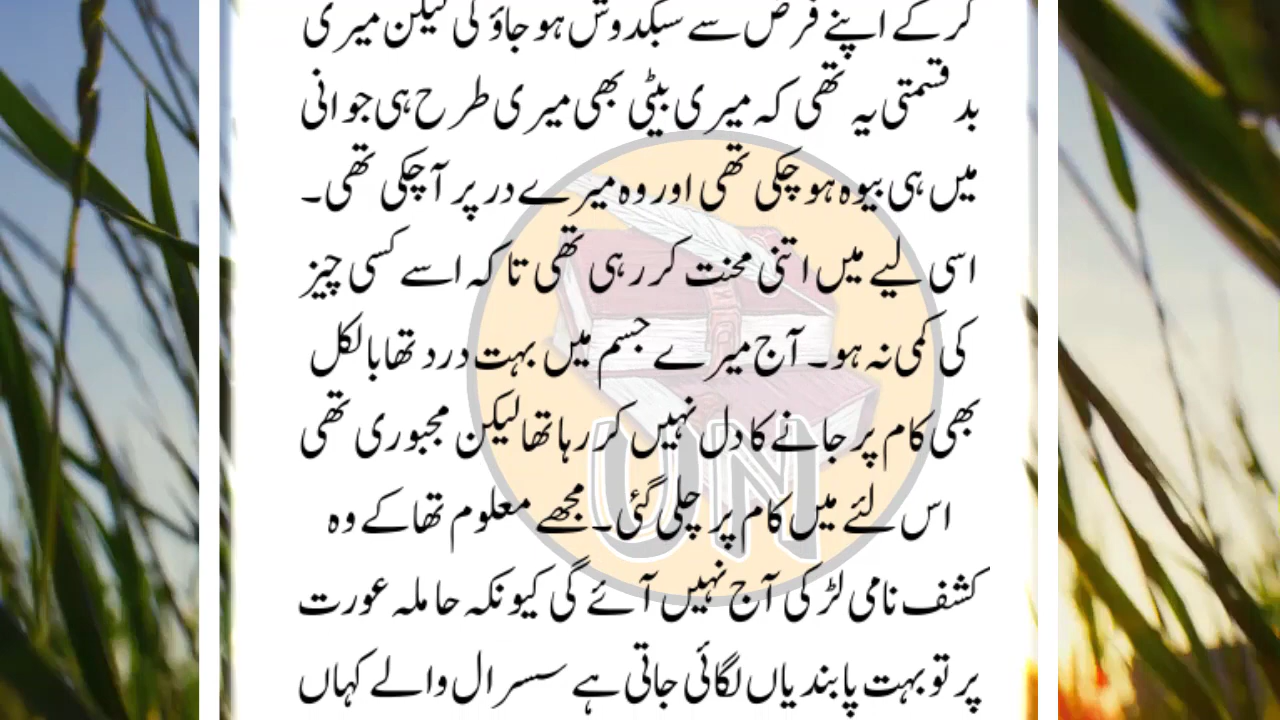 کرکے اپنے فرض سے سبکدوش ہو جاؤ گی لیکن میری
بدقسمتی یہ تھی کہ میری بیٹی بھی میری طرح ہی جوانی
میں ہی بیوہ ہو چکی تھی اور وہ میرے در پر آچکی تھی۔
اسی لیے میں اتنی محنت کر رہی تھی تاکہ اسے کسی چیز
کی کمی نہ ہو۔ آج میرے جسم میں بہت درد تھا بالکل
بھی کام پر جانے کا دل نہیں کر رہا تھا لیکن مجبوری تھی
اس لئے میں کام پر چلی گئی۔ مجھے معلوم تھا کے وہ
کشف نامی لڑکی آج نہیں آئے گی کیونکہ حاملہ عورت
پر تو بہت پابندیاں لگائی جاتی ہے سسرال والے کہاں
UN